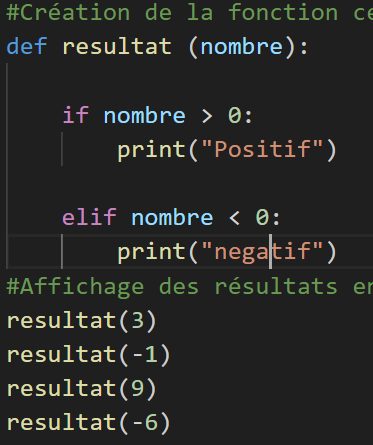 #Création de la fonction ce
def resultat (nombre):
if nombre > 0:
print("Positif")
elif nombre < 0:
print("negatif")
#Affichage des résultats en
resultat(3)
resultat(-1)
resultat(9)
resultat(-6)